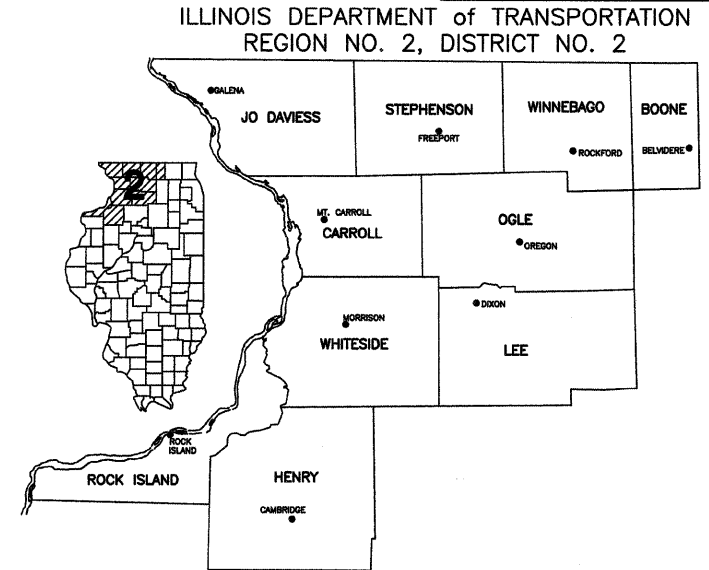 ILLINOIS DEPARTMENT of TRANSPORTATION
REGION NO. 2, DISTRICT NO. 2
GALENA
JO DAVIESS
STEPHENSON
FREEPORT
WINNEBAGO
ROCKFORD
BOONE
BELVIDERE
2
MT. CARROLL
CARROLL
OGLE
OREGON
MORRISON
WHITESIDE
DIXON
LEE
ROCK
ISLAND
ROCK ISLAND
HENRY
CAMBRIDGE